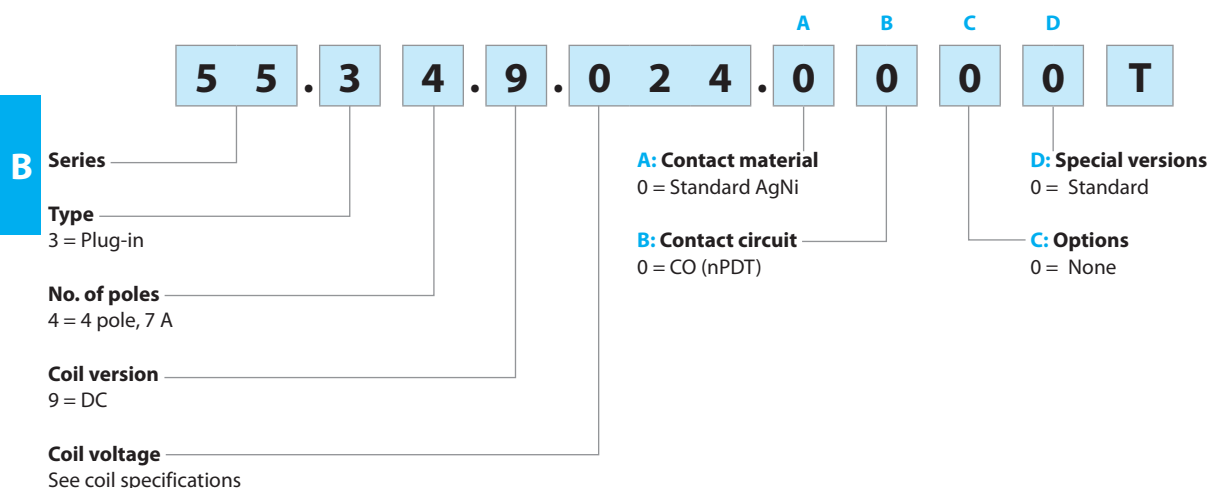 A B C D
5 5 . 3 4 . 9 . 0 2 4 . 0 0 0 0 T
B
Series
Type
3 = Plug-in
No. of poles
4 = 4 pole, 7 A
Coil version
9 = DC
Coil voltage
See coil specifications
A: Contact material
0 = Standard AgNi
B: Contact circuit
0 = CO (nPDT)
D: Special versions
0 = Standard
C: Options
0 = None